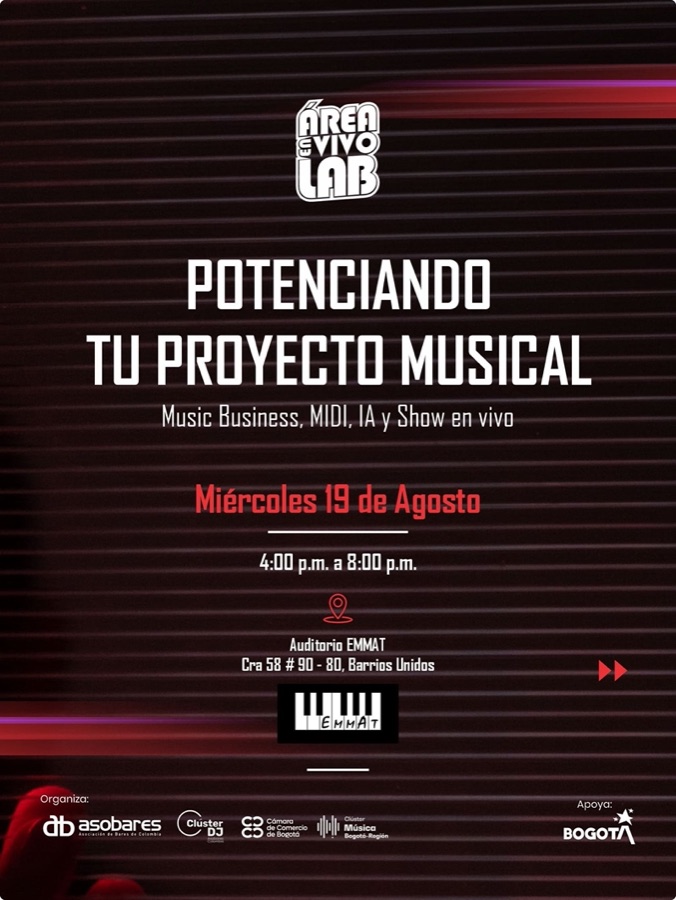 ÁREA
EN VIVO
LAB
POTENCIANDO
TU PROYECTO MUSICAL
Music Business, MIDI, IA y Show en vivo
Miércoles 19 de Agosto
4:00 p.m. a 8:00 p.m.
Auditorio EMMAT
Cra 58 # 90 - 80, Barrios Unidos
EMMAT
Organiza:
Apoya:
ab asobares
Asociación de Bares de Colombia
Clúster
DJ
Cámara
de Comercio
de Bogotá
Clúster
Música
Bogotá-Región
BOGOTÁ